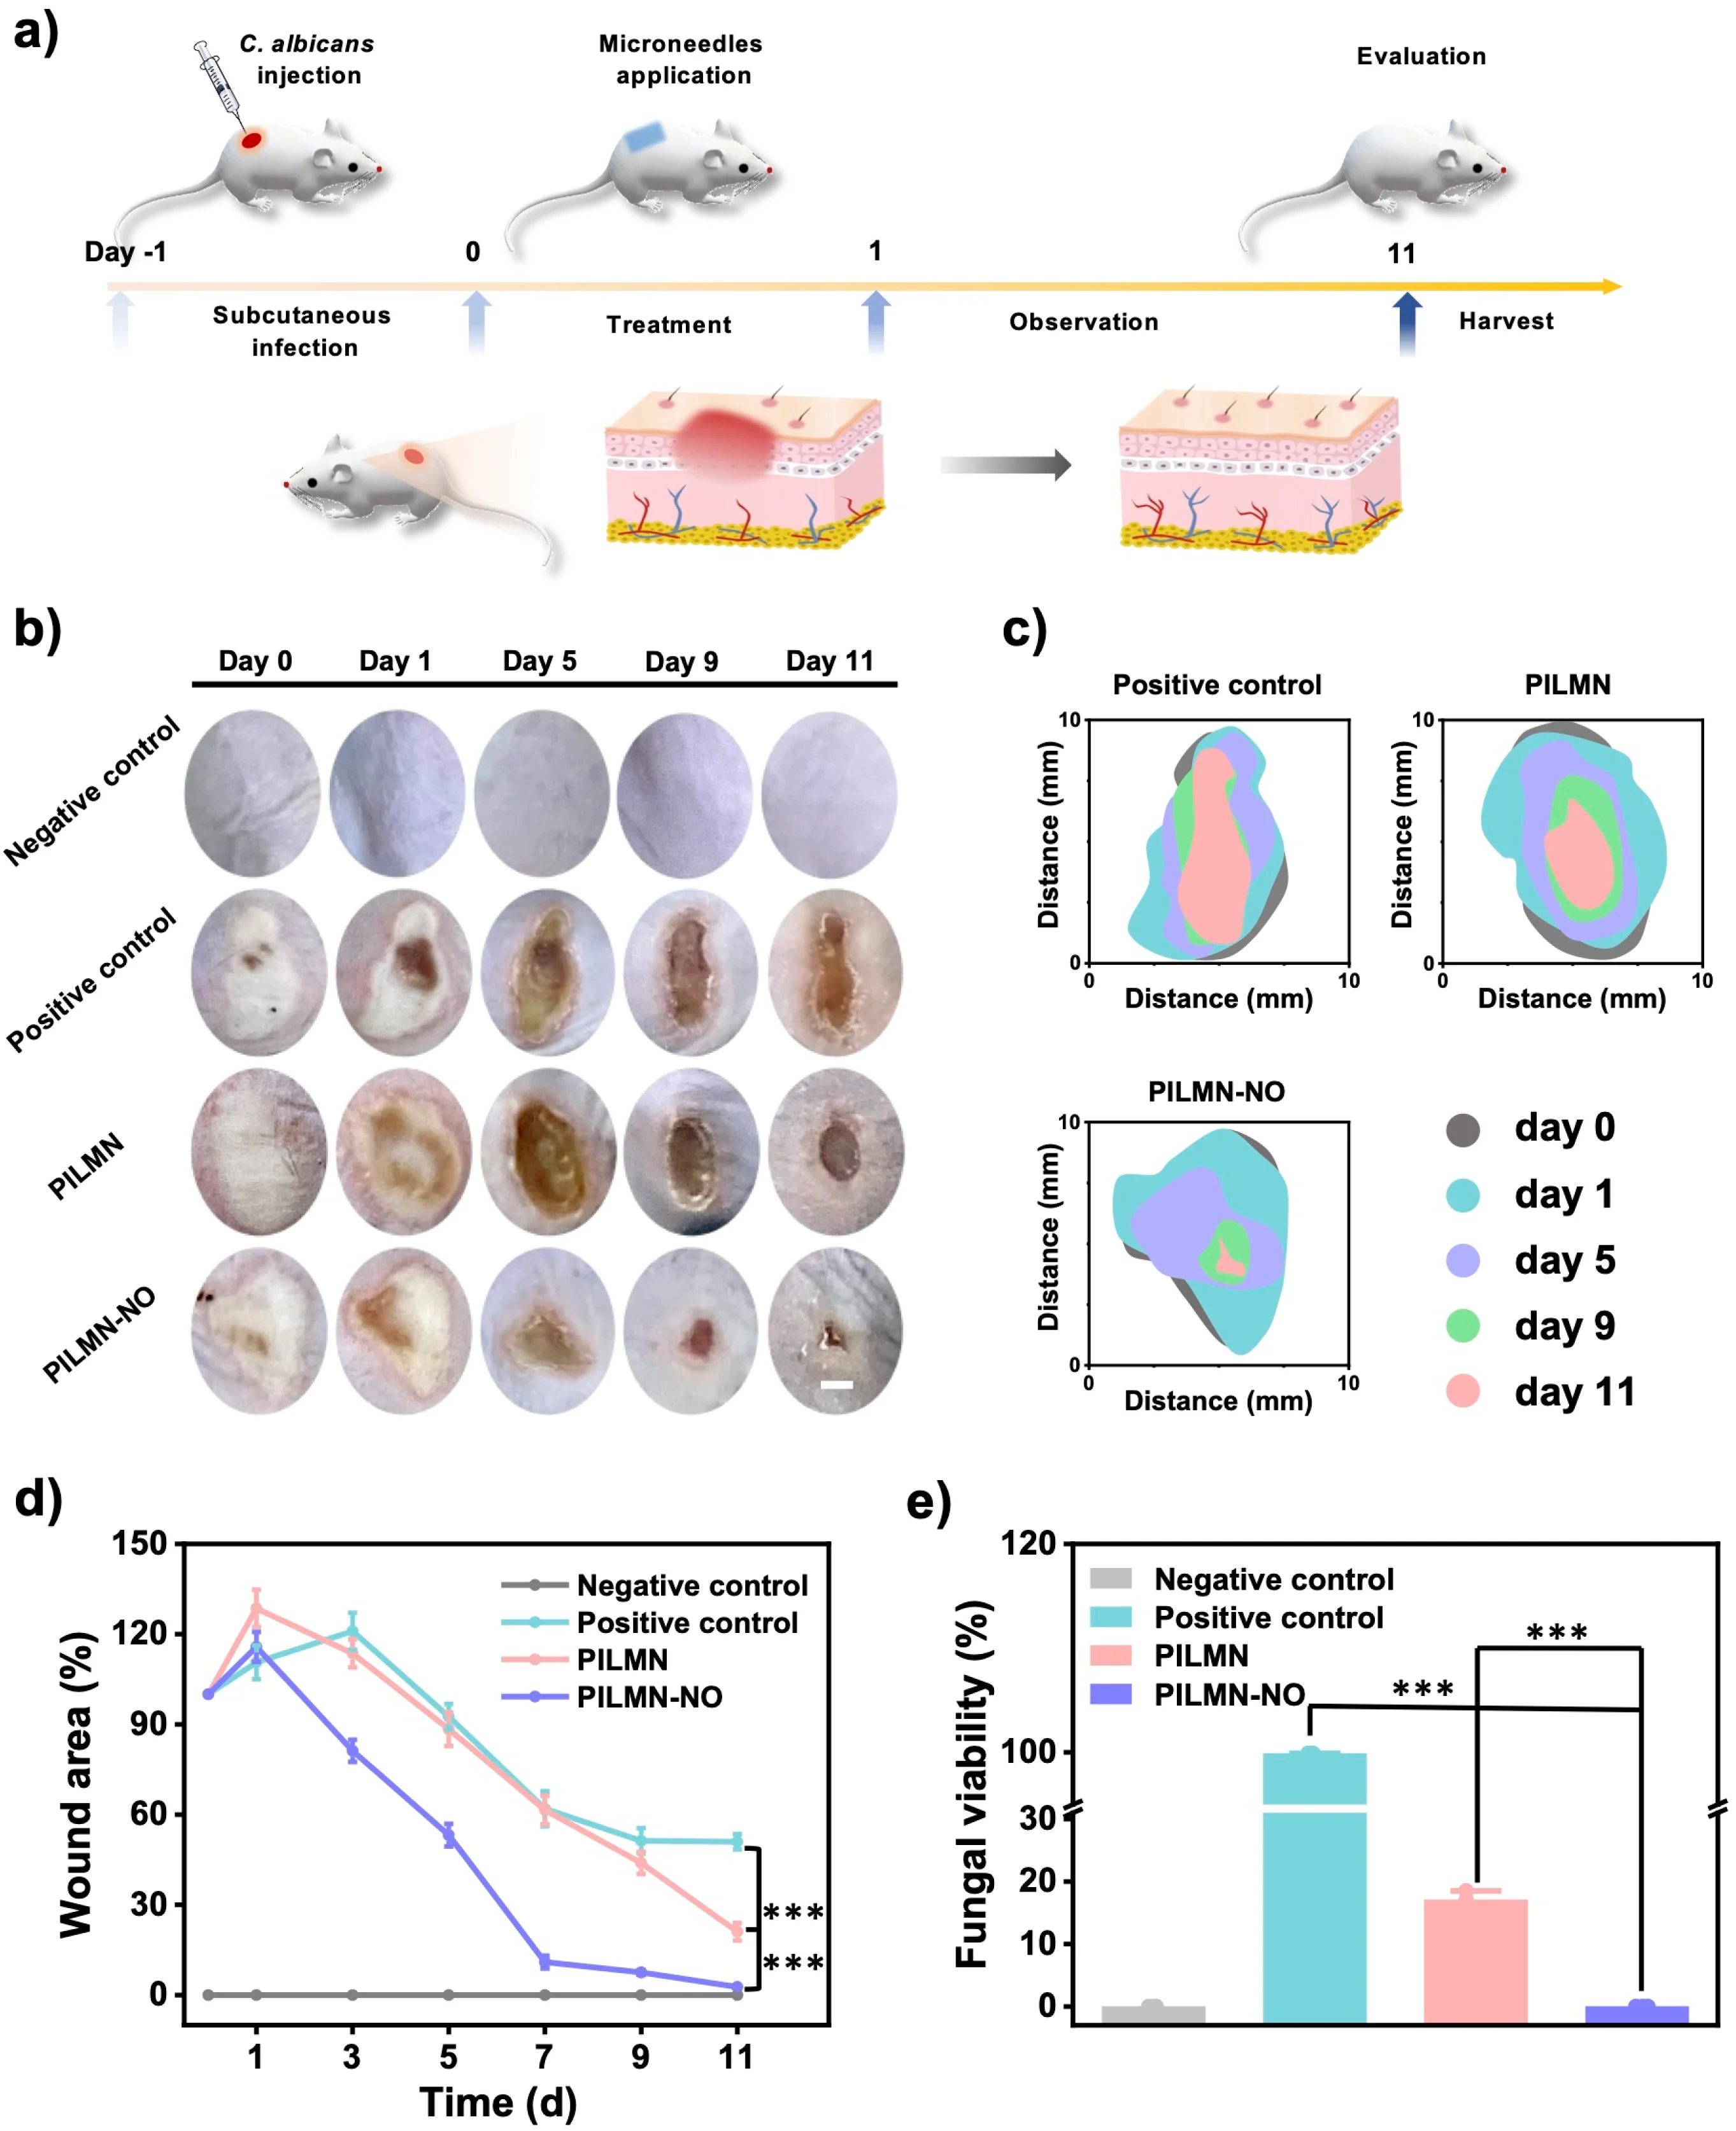 a)
C. albicans
injection
Microneedles
application
Evaluation
Day -1
0
1
11
Subcutaneous
infection
Treatment
Observation
Harvest
b)
Day 0
Day 1
Day 5
Day 9
Day 11
Negative control
Positive control
PILMN
PILMN-NO
c)
Positive control
10
Distance (mm)
0
0
10
Distance (mm)
PILMN
10
Distance (mm)
0
0
10
Distance (mm)
PILMN-NO
10
Distance (mm)
0
0
10
Distance (mm)
day 0
day 1
day 5
day 9
day 11
d)
150
120
90
60
30
0
Wound area (%)
Negative control
Positive control
PILMN
PILMN-NO
***
***
1
3
5
7
9
11
Time (d)
e)
120
100
30
20
10
0
Fungal viability (%)
Negative control
Positive control
PILMN
PILMN-NO
***
***